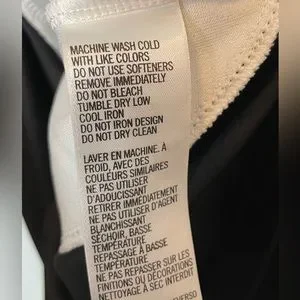 MACHINE WASH COLD
WITH LIKE COLORS
DO NOT USE SOFTENERS
REMOVE IMMEDIATELY
DO NOT BLEACH
TUMBLE DRY LOW
COOL IRON
DO NOT IRON DESIGN
DO NOT DRY CLEAN
LAVER EN MACHINE. À
FROID, AVEC DES
COULEURS SIMILAIRES
NE PAS UTILISER
D'ADOUCISSANT
RETIRER IMMÉDIATEMENT
NE PAS UTILISER D'AGENT
BLANCHISSANT
SÉCHOIR, BASSE
TEMPÉRATURE
REPASSAGE À BASSE
TEMPÉRATURE
NE PAS REPASSER SUR LES
FINITIONS OU DÉCORATIONS
NETTOYAGE À SEC INTERDIT
VERSO